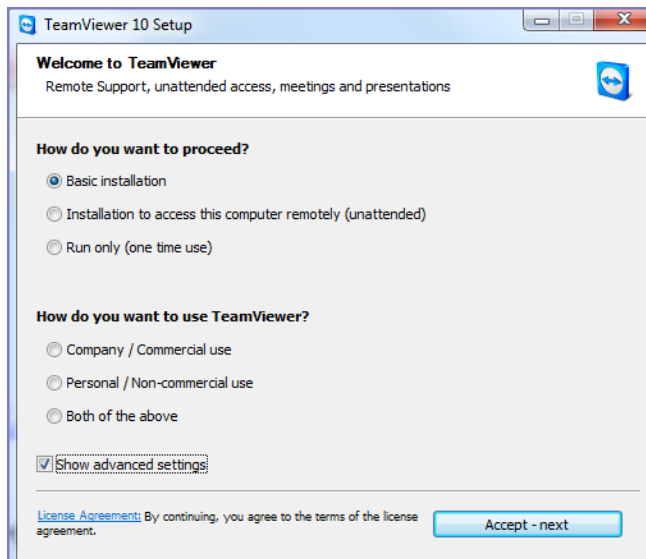 TeamViewer 10 Setup
Welcome to TeamViewer
Remote Support, unattended access, meetings and presentations
How do you want to proceed?
Basic installation
Installation to access this computer remotely (unattended)
Run only (one time use)
How do you want to use TeamViewer?
Company / Commercial use
Personal / Non-commercial use
Both of the above
Show advanced settings
License Agreement: By continuing, you agree to the terms of the license
agreement.
Accept - next